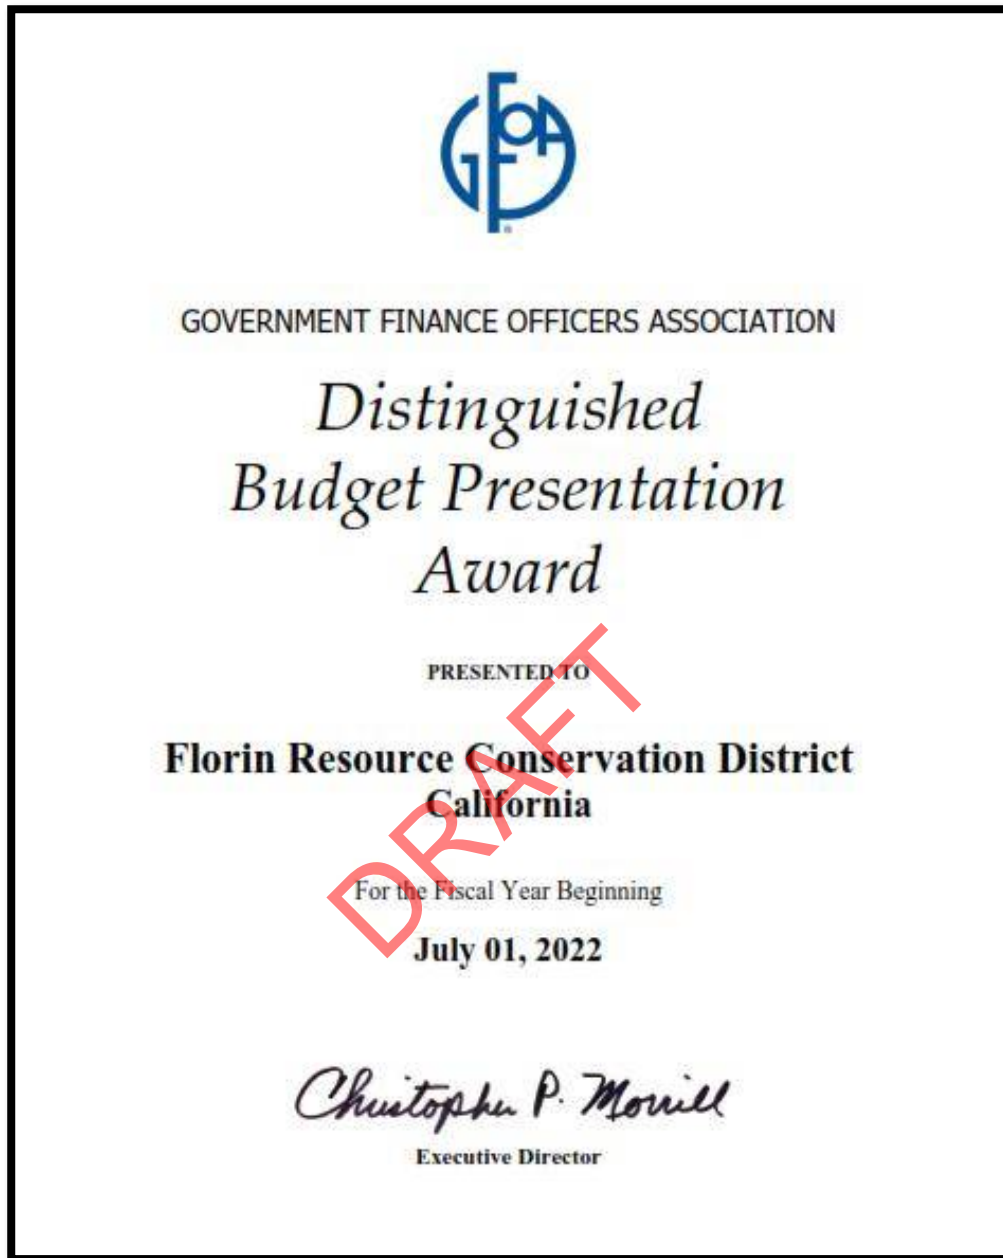 GFOA
GOVERNMENT FINANCE OFFICERS ASSOCIATION
Distinguished
Budget Presentation
Award
PRESENTED TO
Florin Resource Conservation District
California
For the Fiscal Year Beginning
July 01, 2022
DRAFT
Christopher P. Morrill
Executive Director